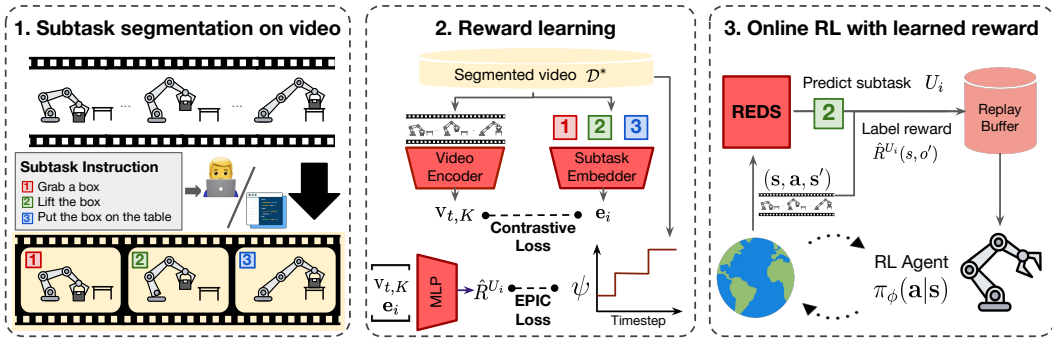 1. Subtask segmentation on video
...
...
Subtask Instruction
1 Grab a box
2 Lift the box
3 Put the box on the table
1
2
3
2. Reward learning
Segmented video 𝒟*
1 2 3
Video
Encoder
Subtask
Embedder
v_{t,K}
e_i
Contrastive
Loss
v_{t,K}
e_i
MLP
R̂^{U_i}
EPIC
Loss
ψ
Timestep
3. Online RL with learned reward
REDS
Predict subtask U_i
2
Label reward
R̂^{U_i}(s, o′)
Replay
Buffer
(s, a, s′)
RL Agent
π_ϕ(a|s)